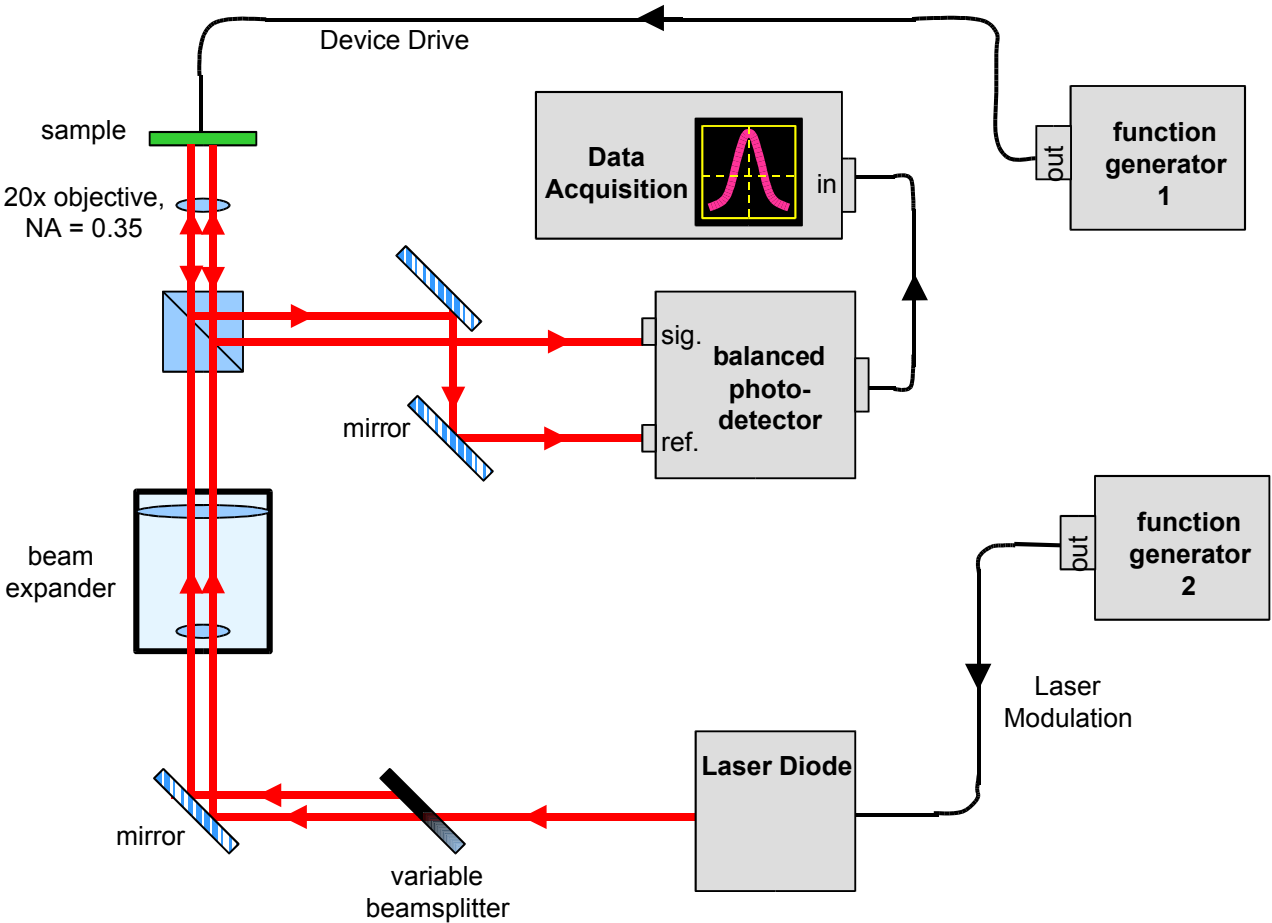 Device Drive
sample
20x objective,
NA = 0.35
Data
Acquisition
in
out
function
generator
1
sig.
balanced
photo-
detector
ref.
mirror
beam
expander
out
function
generator
2
Laser
Modulation
Laser Diode
mirror
variable
beamsplitter